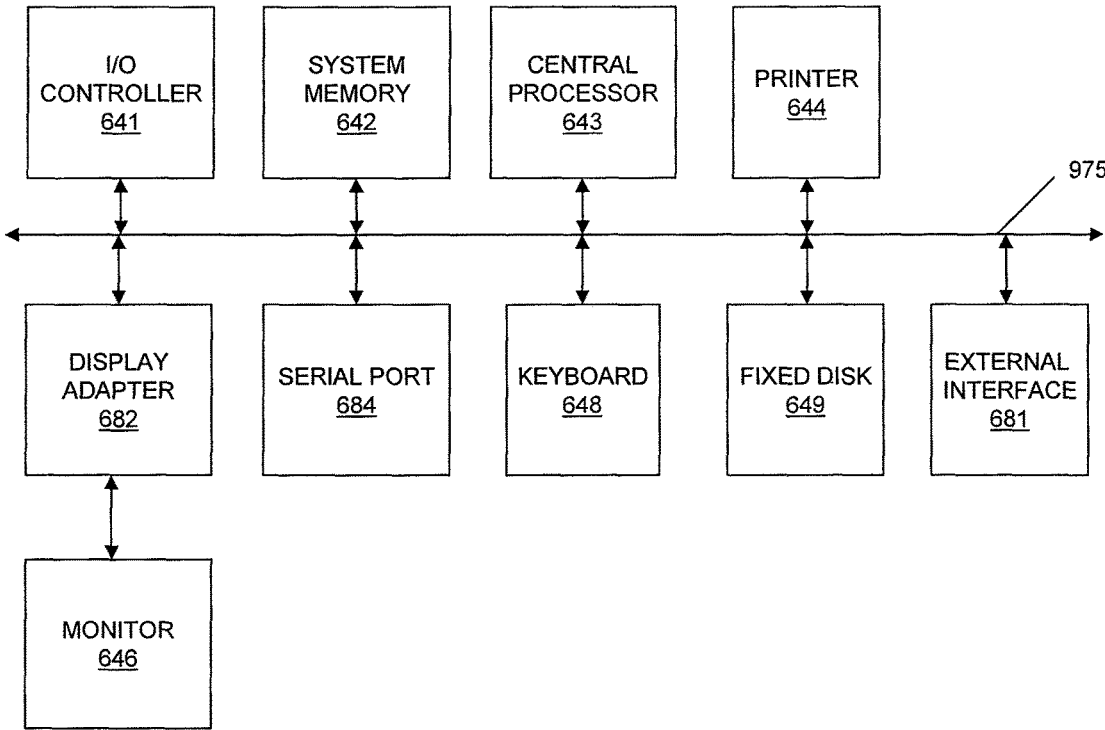 I/O
CONTROLLER
641
SYSTEM
MEMORY
642
CENTRAL
PROCESSOR
643
PRINTER
644
975
DISPLAY
ADAPTER
682
SERIAL PORT
684
KEYBOARD
648
FIXED DISK
649
EXTERNAL
INTERFACE
681
MONITOR
646